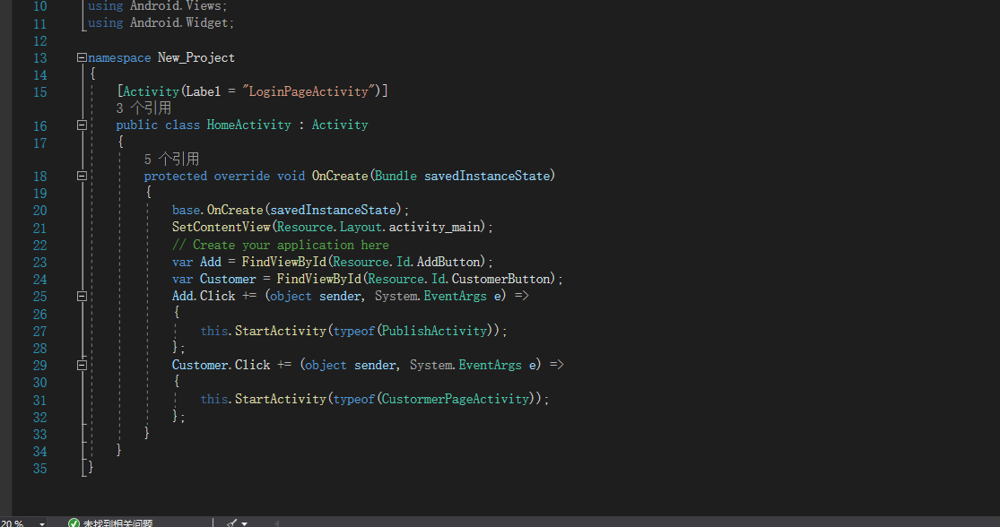 10 using Android.Views;
11 using Android.Widget;
12
13 namespace New_Project
14 {
15 [Activity(Label = "LoginPageActivity")]
3 个引用
16 public class HomeActivity : Activity
17 {
5 个引用
18 protected override void OnCreate(Bundle savedInstanceState)
19 {
20 base.OnCreate(savedInstanceState);
21 SetContentView(Resource.Layout.activity_main);
22 // Create your application here
23 var Add = FindViewById(Resource.Id.AddButton);
24 var Customer = FindViewById(Resource.Id.CustomerButton);
25 Add.Click += (object sender, System.EventArgs e) =>
26 {
27 this.StartActivity(typeof(PublishActivity));
28 };
29 Customer.Click += (object sender, System.EventArgs e) =>
30 {
31 this.StartActivity(typeof(CustormerPageActivity));
32 };
33 }
34 }
35 }
20 % 未找到相关问题